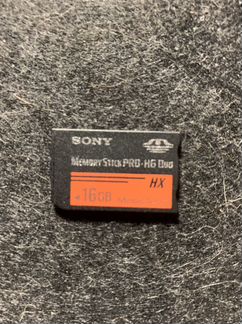 SONY
MEMORY STICK PRO-HG DUO
HX
16GB